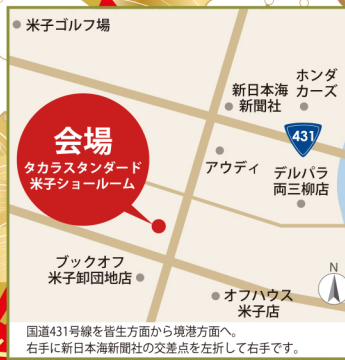 米子ゴルフ場
ホンダ
カーズ
新日本海
新聞社
431
会場
タカラスタンダード
米子ショールーム
アウディ
デルパラ
両三柳店
ブックオフ
米子卸団地店
オフハウス
米子店
N
国道431号線を皆生方面から境港方面へ。
右手に新日本海新聞社の交差点を左折して右手です。